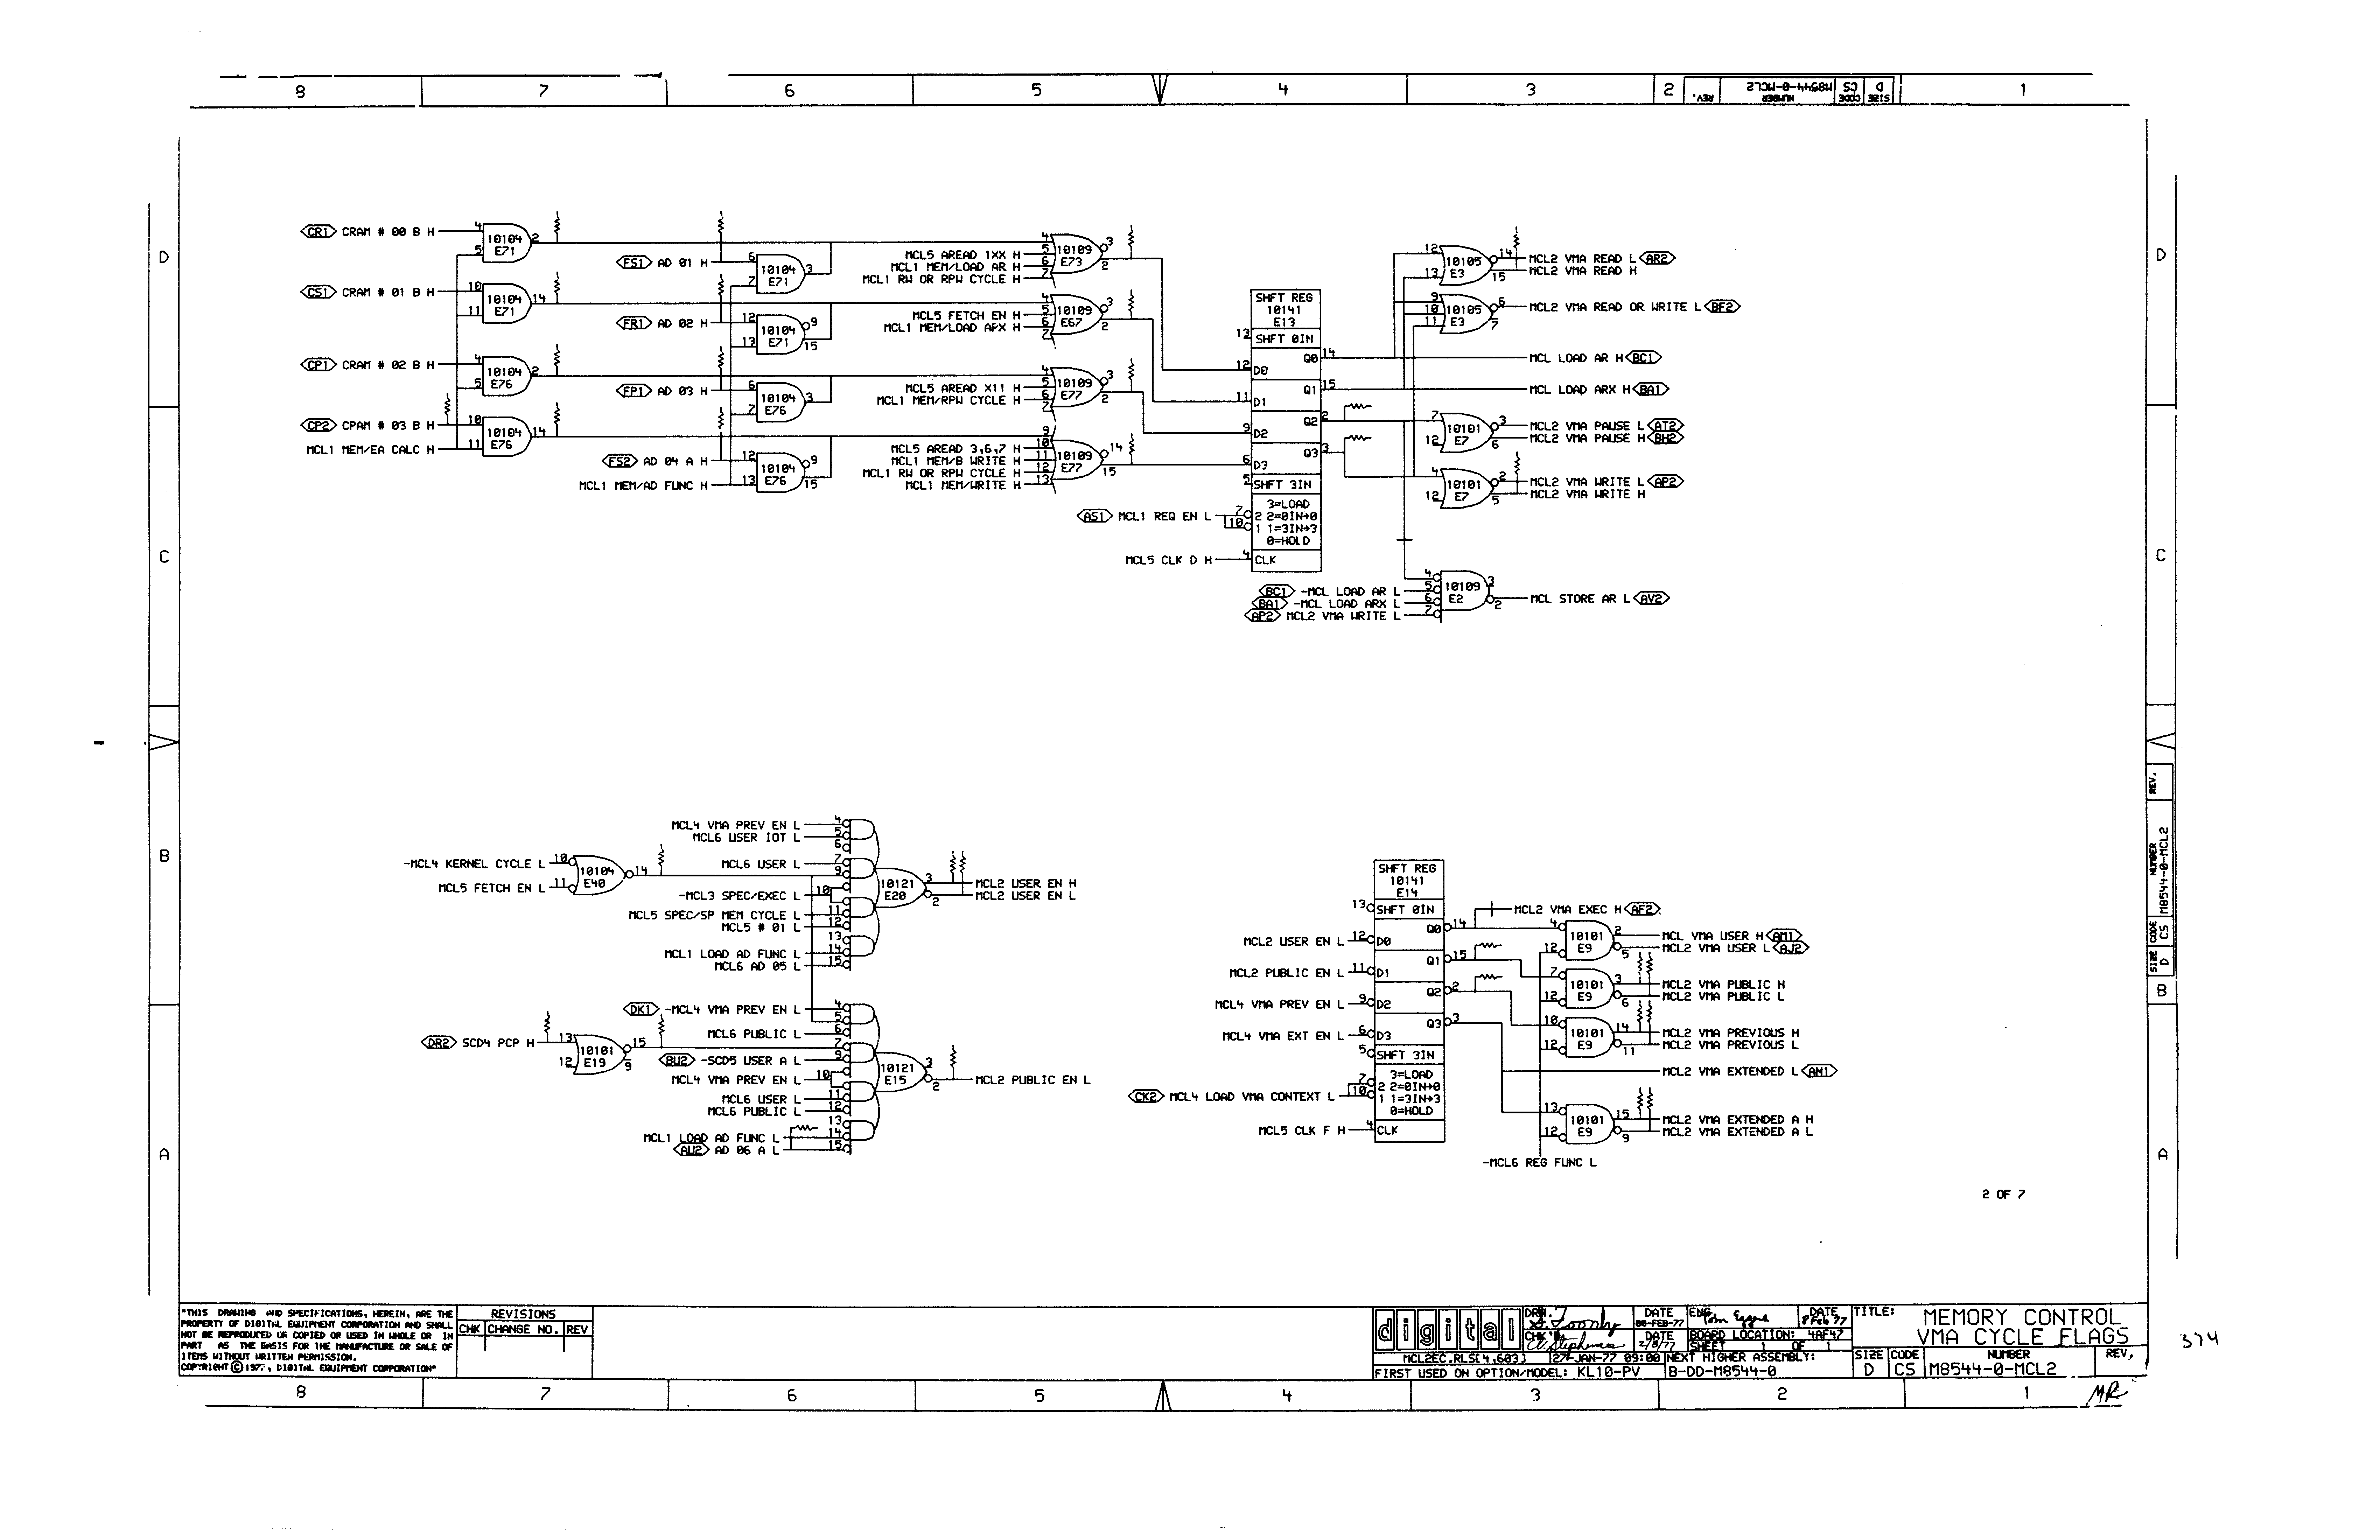 8 7 6 5 4 3 2 1
REV. NUMBER M8544-0-MCL2 CODE CS SIZE D
D
C
B
A
CR1 CRAM # 00 B H
4 5 10104 E71 2
FS1 AD 01 H
6 7 10104 E71 3
CS1 CRAM # 01 B H
10 11 10104 E71 14
FR1 AD 02 H
12 13 10104 E71 9 15
CP1 CRAM # 02 B H
4 5 10104 E76 2
FP1 AD 03 H
6 7 10104 E76 3
CP2 CRAM # 03 B H
MCL1 MEM/EA CALC H
10 11 10104 E76 14
FS2 AD 04 A H
MCL1 MEM/AD FUNC H
12 13 10104 E76 9 15
MCL5 AREAD 1XX H
MCL1 MEM/LOAD AR H
MCL1 RW OR RPW CYCLE H
4 5 6 7 10109 E73 3 2
MCL5 FETCH EN H
MCL1 MEM/LOAD ARX H
4 5 6 7 10109 E67 3 2
MCL5 AREAD X11 H
MCL1 MEM/RPW CYCLE H
4 5 6 7 10109 E77 3 2
MCL5 AREAD 3,6,7 H
MCL1 MEM/B WRITE H
MCL1 RW OR RPW CYCLE H
MCL1 MEM/WRITE H
9 10 11 12 13 10109 E77 14 15
AS1 MCL1 REQ EN L
MCL5 CLK D H
SHFT REG
10141
E13
13 SHFT 0IN
Q0 14
12 D0
Q1 15
11 D1
Q2 2
9 D2
Q3 3
6 D3
5 SHFT 3IN
3=LOAD
7 2 2=0IN→0
10 1 1=3IN→3
0=HOLD
4 CLK
12 13 10105 E3 14 15
MCL2 VMA READ L AR2
MCL2 VMA READ H
9 10 11 10105 E3 6 7
MCL2 VMA READ OR WRITE L BF2
MCL LOAD AR H BC1
MCL LOAD ARX H BA1
7 12 10101 E7 3 6
MCL2 VMA PAUSE L AT2
MCL2 VMA PAUSE H BH2
4 12 10101 E7 2 5
MCL2 VMA WRITE L AP2
MCL2 VMA WRITE H
BC1 -MCL LOAD AR L
BA1 -MCL LOAD ARX L
AP2 MCL2 VMA WRITE L
4 5 6 7 10109 E2 3 2
MCL STORE AR L AV2
-MCL4 KERNEL CYCLE L
MCL5 FETCH EN L
10 11 10104 E40 14
MCL4 VMA PREV EN L
MCL6 USER IOT L
MCL6 USER L
-MCL3 SPEC/EXEC L
MCL5 SPEC/SP MEM CYCLE L
MCL5 # 01 L
MCL1 LOAD AD FUNC L
MCL6 AD 05 L
4 5 6 7 9 10 11 12 13 14 15
10121 E20 3 2
MCL2 USER EN H
MCL2 USER EN L
DR2 SCD4 PCP H
13 12 10101 E19 15 9
DK1 -MCL4 VMA PREV EN L
MCL6 PUBLIC L
BU2 -SCD5 USER A L
MCL4 VMA PREV EN L
MCL6 USER L
MCL6 PUBLIC L
MCL1 LOAD AD FUNC L
AU2 AD 06 A L
4 5 6 7 9 10 11 12 13 14 15
10121 E15 3 2
MCL2 PUBLIC EN L
MCL2 USER EN L
MCL2 PUBLIC EN L
MCL4 VMA PREV EN L
MCL4 VMA EXT EN L
CK2 MCL4 LOAD VMA CONTEXT L
MCL5 CLK F H
SHFT REG
10141
E14
13 SHFT 0IN
Q0 14
12 D0
Q1 15
11 D1
Q2 2
9 D2
Q3 3
6 D3
5 SHFT 3IN
3=LOAD
7 2 2=0IN→0
10 1 1=3IN→3
0=HOLD
4 CLK
MCL2 VMA EXEC H AF2
4 12 10101 E9 2 5
MCL VMA USER H AM1
MCL2 VMA USER L AJ2
7 12 10101 E9 3 6
MCL2 VMA PUBLIC H
MCL2 VMA PUBLIC L
10 12 10101 E9 14 11
MCL2 VMA PREVIOUS H
MCL2 VMA PREVIOUS L
MCL2 VMA EXTENDED L AN1
13 12 10101 E9 15 9
MCL2 VMA EXTENDED A H
MCL2 VMA EXTENDED A L
-MCL6 REG FUNC L
2 OF 7
SIZE D CODE CS NUMBER M8544-0-MCL2 REV.
"THIS DRAWING AND SPECIFICATIONS, HEREIN, ARE THE
PROPERTY OF DIGITAL EQUIPMENT CORPORATION AND SHALL
NOT BE REPRODUCED OR COPIED OR USED IN WHOLE OR IN
PART AS THE BASIS FOR THE MANUFACTURE OR SALE OF
ITEMS WITHOUT WRITTEN PERMISSION.
COPYRIGHT © 1977, DIGITAL EQUIPMENT CORPORATION"
REVISIONS
CHK CHANGE NO. REV
digital
DRN. DATE 08-FEB-77
CHK'D DATE 2/8/77
ENG. Tom Eggers DATE 8 Feb 77
BOARD LOCATION: 4AF47
SHEET 1 OF 1
MCL2EC.RLS[4,603] 27-JAN-77 09:00 NEXT HIGHER ASSEMBLY:
FIRST USED ON OPTION/MODEL: KL10-PV B-DD-M8544-0
TITLE: MEMORY CONTROL
VMA CYCLE FLAGS
SIZE CODE NUMBER REV.
D CS M8544-0-MCL2
374
8 7 6 5 4 3 2 1
MR